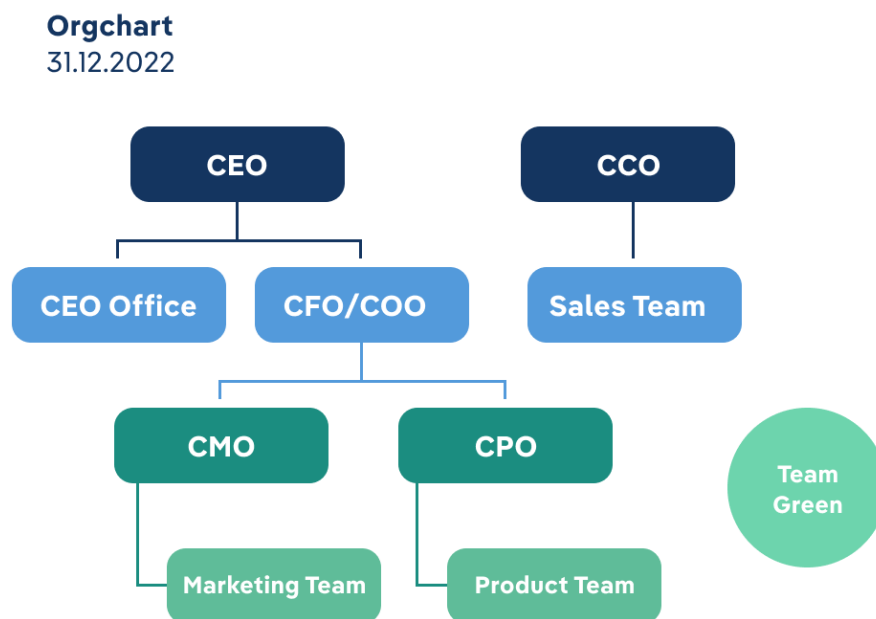 Orgchart
31.12.2022
CEO
CCO
CEO Office
CFO/COO
Sales Team
CMO
CPO
Team
Green
Marketing Team
Product Team